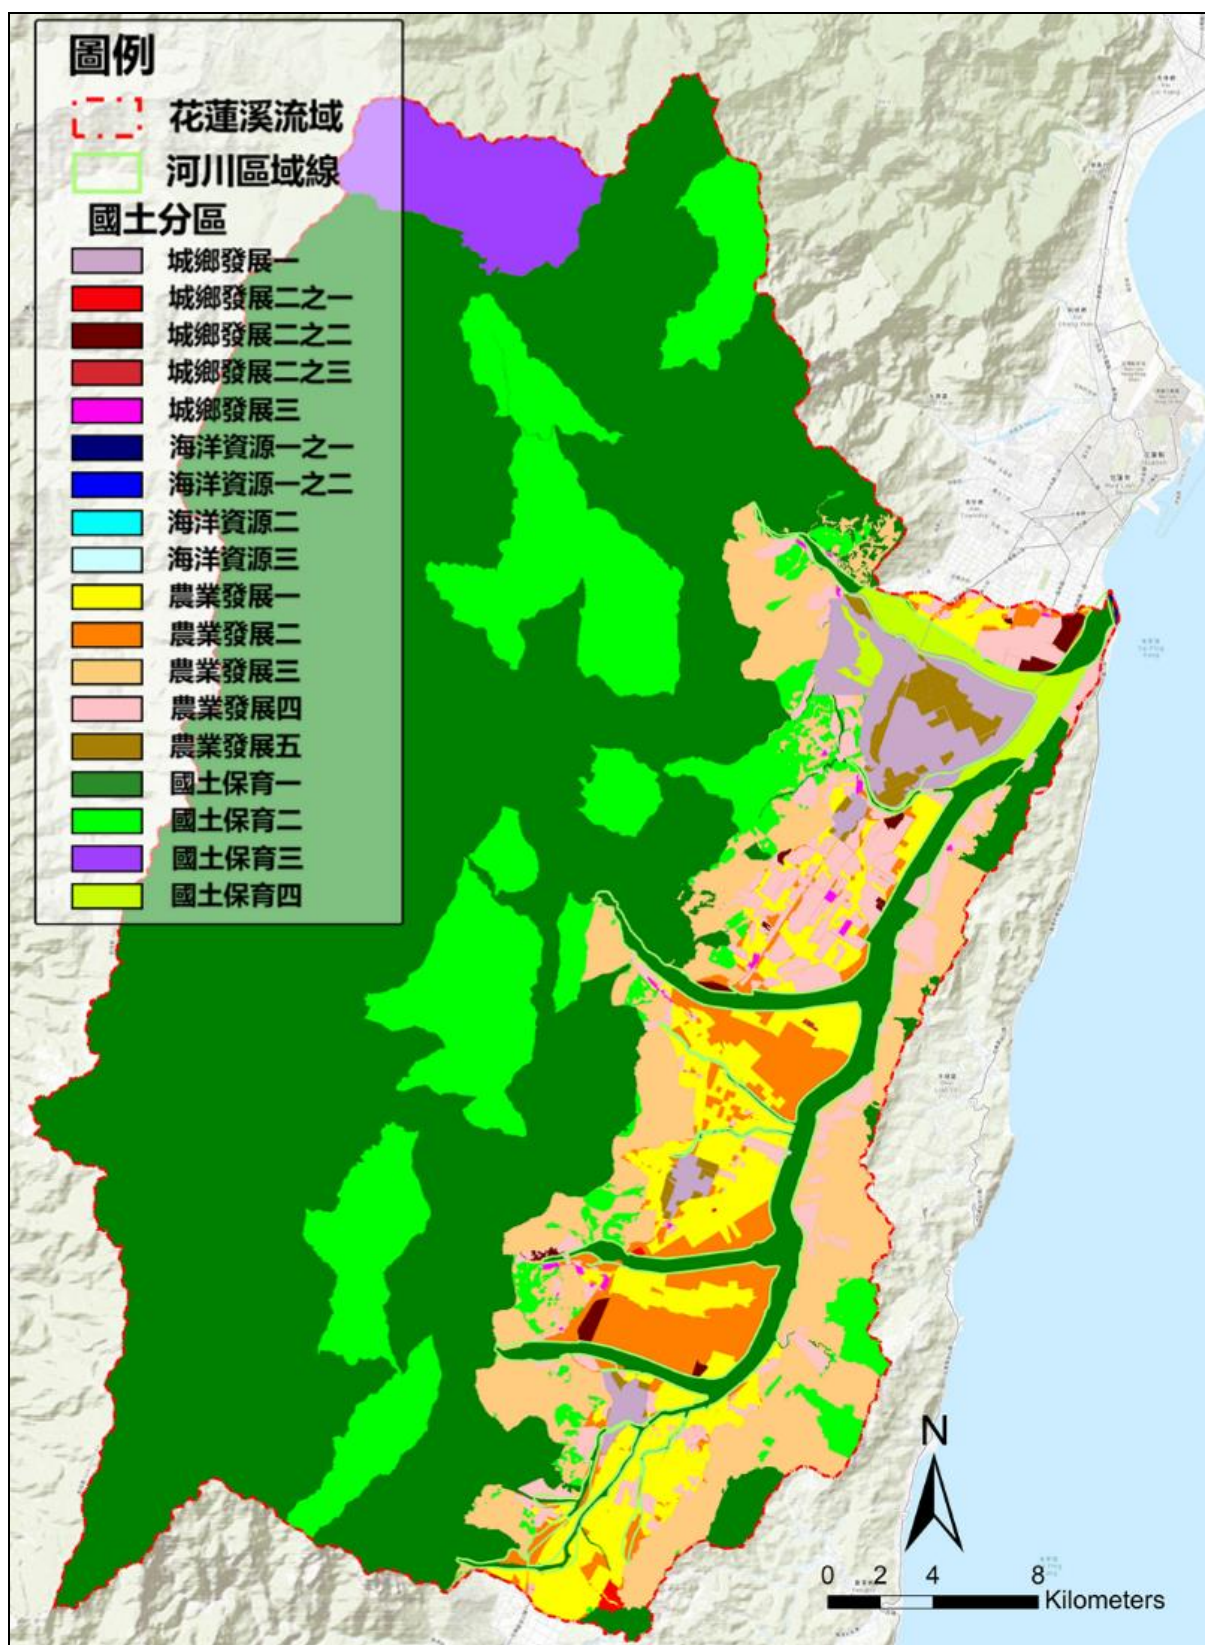 圖例
花蓮溪流域
河川區域線
國土分區
城鄉發展一
城鄉發展二之一
城鄉發展二之二
城鄉發展二之三
城鄉發展三
海洋資源一之一
海洋資源一之二
海洋資源二
海洋資源三
農業發展一
農業發展二
農業發展三
農業發展四
農業發展五
國土保育一
國土保育二
國土保育三
國土保育四
N
0 2 4 8
Kilometers